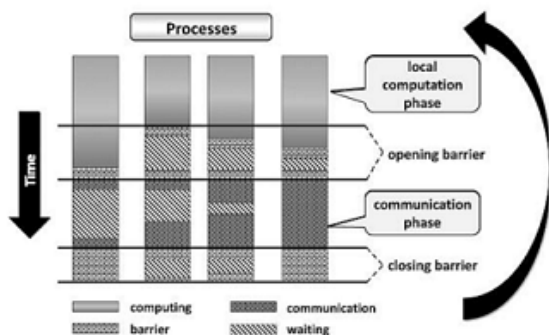 Processes
local
computation
phase
opening barrier
Time
communication
phase
closing barrier
computing
communication
barrier
waiting